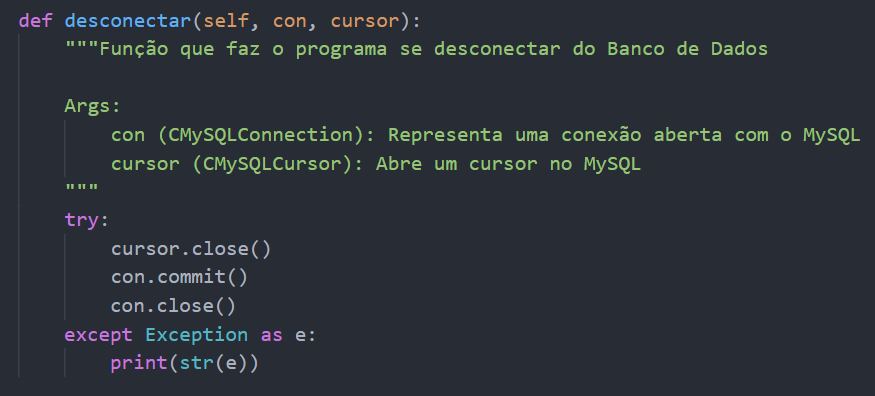 def desconectar(self, con, cursor):
"""Função que faz o programa se desconectar do Banco de Dados
Args:
con (CMySQLConnection): Representa uma conexão aberta com o MySQL
cursor (CMySQLCursor): Abre um cursor no MySQL
"""
try:
cursor.close()
con.commit()
con.close()
except Exception as e:
print(str(e))